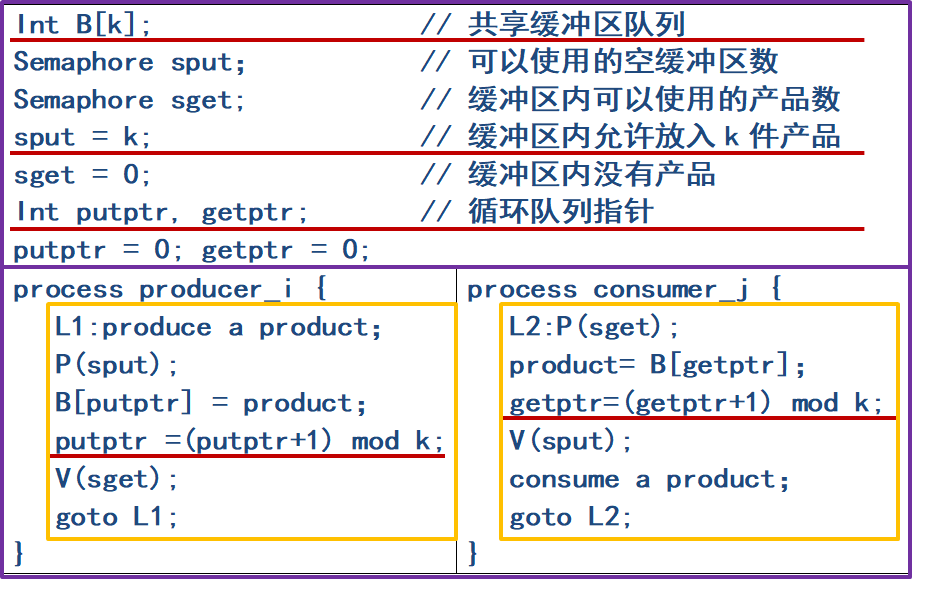 Int B[k]; // 共享缓冲区队列
Semaphore sput; // 可以使用的空缓冲区数
Semaphore sget; // 缓冲区内可以使用的产品数
sput = k; // 缓冲区内允许放入k件产品
sget = 0; // 缓冲区内没有产品
Int putptr, getptr; // 循环队列指针
putptr = 0; getptr = 0;
process producer_i {
L1:produce a product;
P(sput);
B[putptr] = product;
putptr =(putptr+1) mod k;
V(sget);
goto L1;
}
process consumer_j {
L2:P(sget);
product= B[getptr];
getptr=(getptr+1) mod k;
V(sput);
consume a product;
goto L2;
}